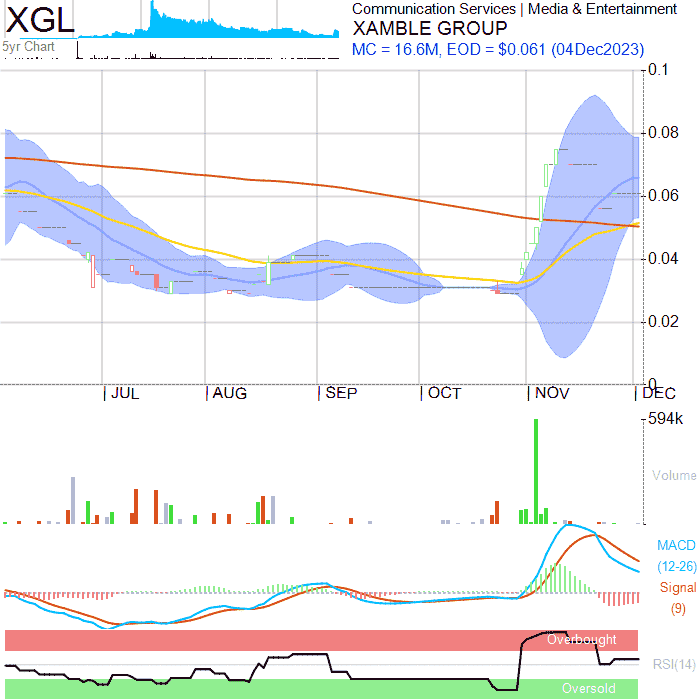 XGL
Communication Services | Media & Entertainment
XAMBLE GROUP
5yr Chart
MC = 16.6M, EOD = $0.061 (04Dec2023)
0.1
0.08
0.06
0.04
0.02
0
JUL
AUG
SEP
OCT
NOV
DEC
594k
Volume
MACD
(12-26)
Signal
(9)
Overbought
RSI(14)
Oversold